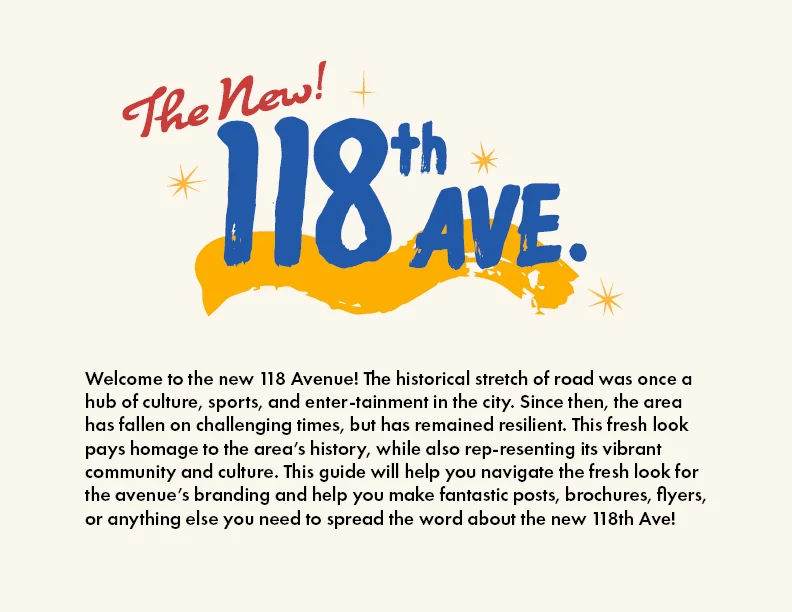 The New!
118th AVE.
Welcome to the new 118 Avenue! The historical stretch of road was once a
hub of culture, sports, and enter-tainment in the city. Since then, the area
has fallen on challenging times, but has remained resilient. This fresh look
pays homage to the area’s history, while also rep-resenting its vibrant
community and culture. This guide will help you navigate the fresh look for
the avenue’s branding and help you make fantastic posts, brochures, flyers,
or anything else you need to spread the word about the new 118th Ave!